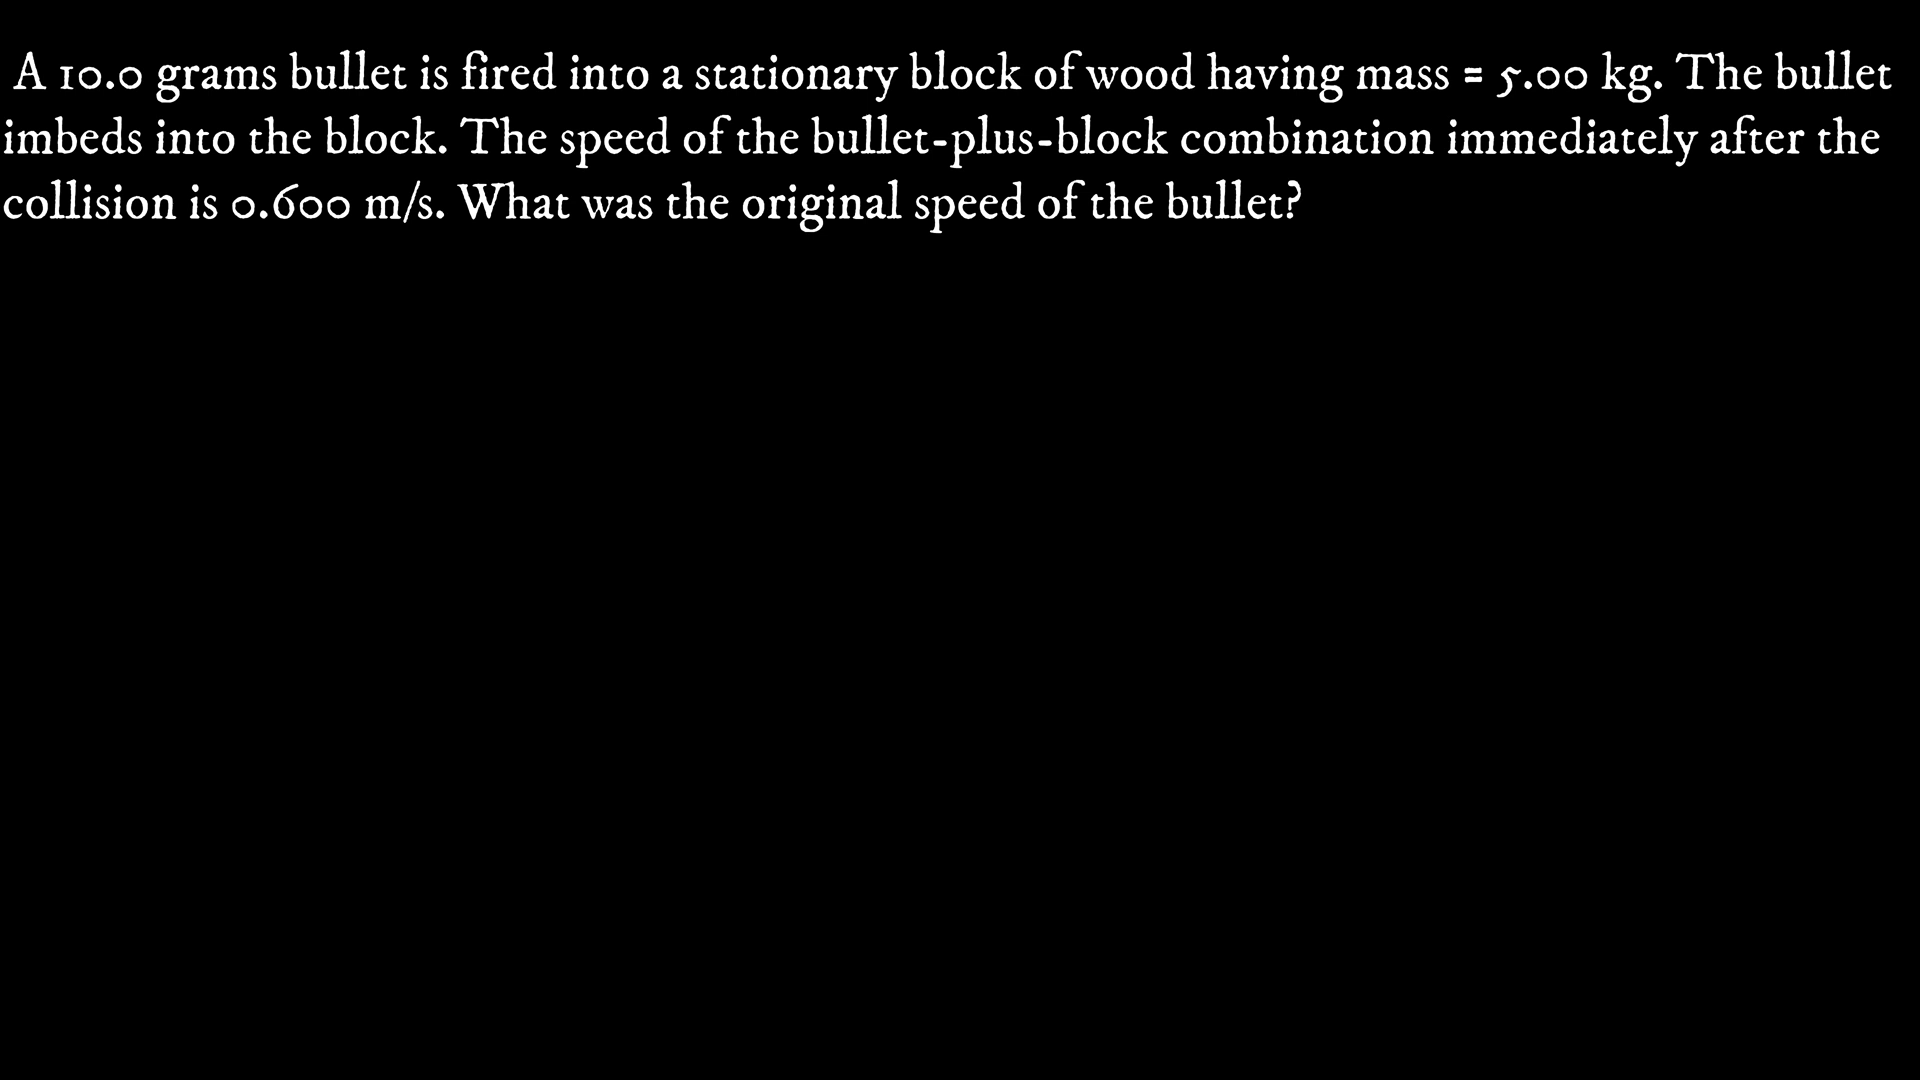 A 10.0 grams bullet is fired into a stationary block of wood having mass = 5.00 kg. The bullet
imbeds into the block. The speed of the bullet-plus-block combination immediately after the
collision is 0.600 m/s. What was the original speed of the bullet?